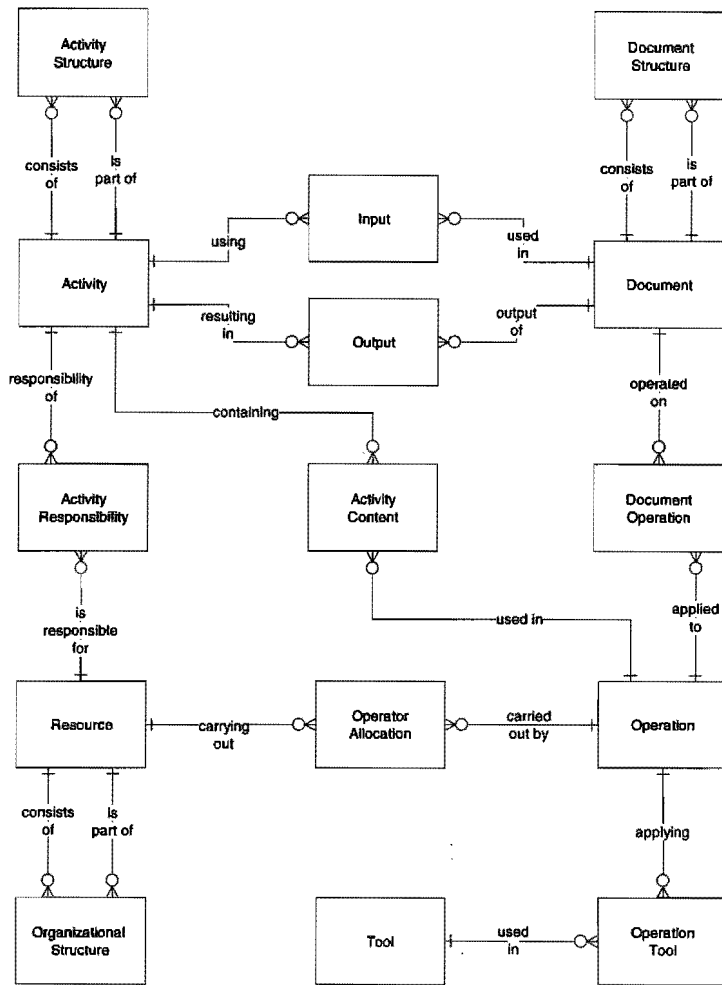 Activity
Structure
Document
Structure
consists
of
is
part of
consists
of
is
part of
Input
using
used
in
Activity
Document
resulting
in
Output
output
of
responsibility
of
containing
operated
on
Activity
Responsibility
Activity
Content
Document
Operation
is
responsible
for
used in
applied
to
Resource
carrying
out
Operator
Allocation
carried
out by
Operation
consists
of
is
part of
applying
Organizational
Structure
Tool
used
in
Operation
Tool